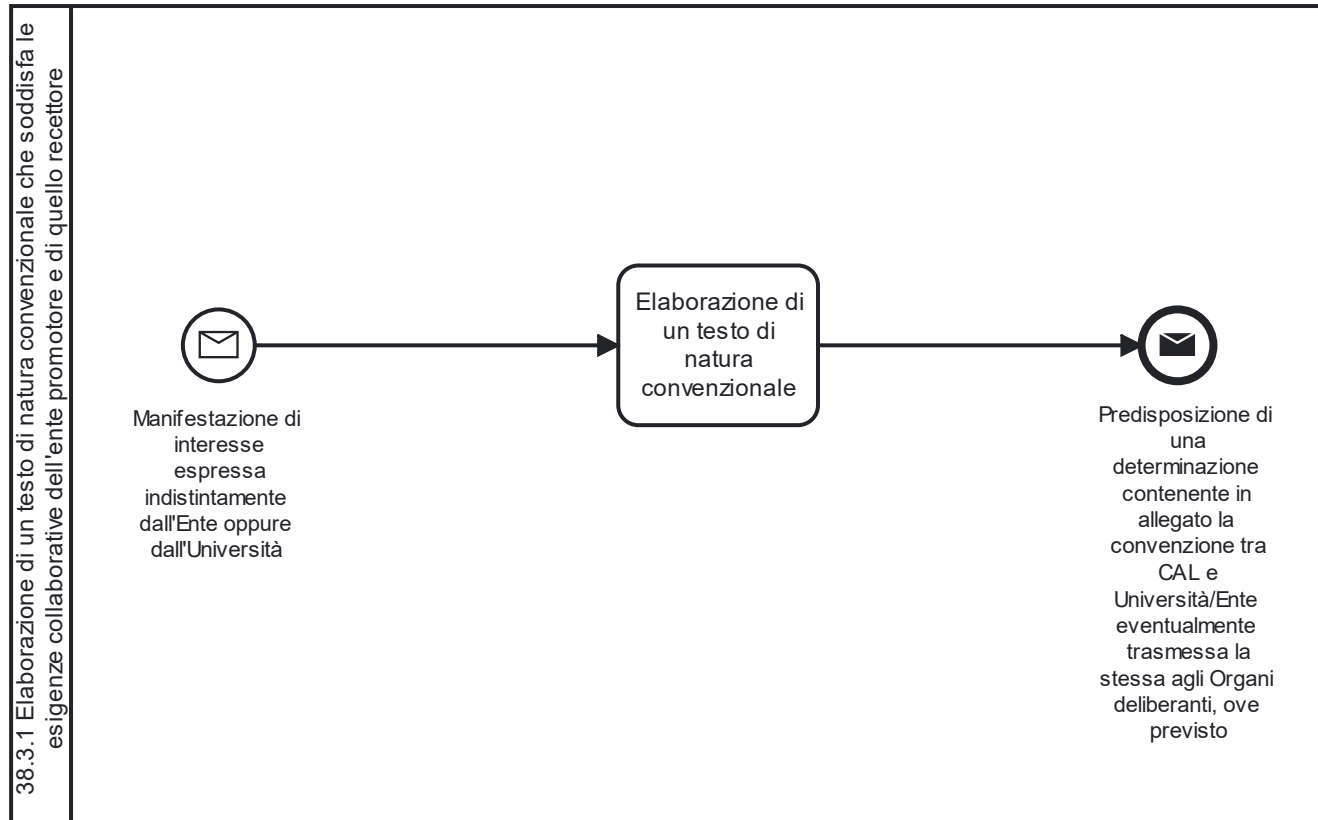 38.3.1 Elaborazione di un testo di natura convenzionale che soddisfa le
esigenze collaborative dell'ente promotore e di quello recettore
Manifestazione di
interesse
espressa
indistintamente
dall'Ente oppure
dall'Università
Elaborazione di
un testo di
natura
convenzionale
Predisposizione di
una
determinazione
contenente in
allegato la
convenzione tra
CAL e
Università/Ente
eventualmente
trasmessa la
stessa agli Organi
deliberanti, ove
previsto